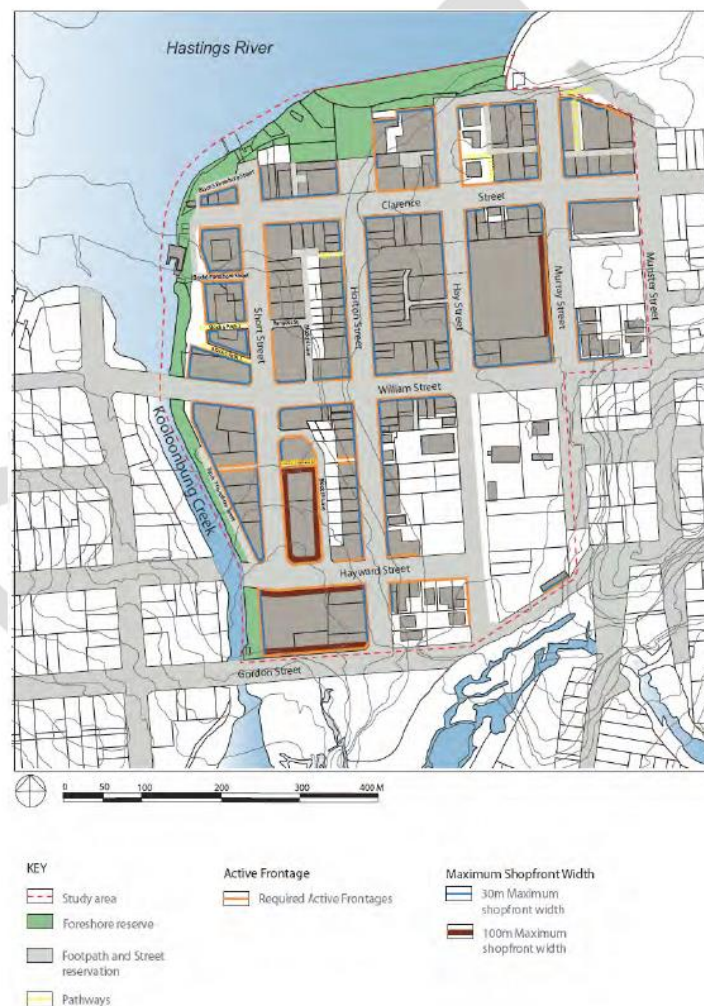 Hastings River
Clarence
Street
Short Street
Horton Street
Hay Street
Murray Street
Munster Street
William Street
Kooloonbung Creek
Hayward Street
Gordon Street
0 50 100 200 300 400 M
KEY
Study area
Foreshore reserve
Footpath and Street
reservation
Pathways
Active Frontage
Required Active Frontages
Maximum Shopfront Width
30m Maximum
shopfront width
100m Maximum
shopfront width